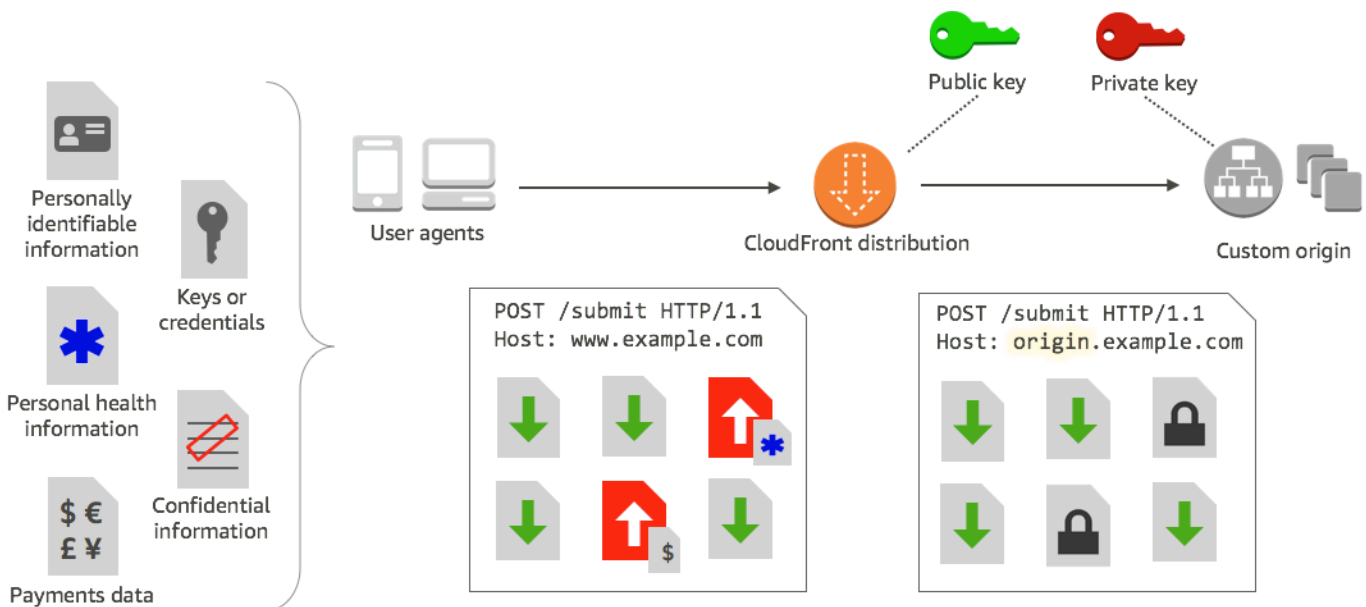 Public key
Private key
Personally
identifiable
information
User agents
CloudFront distribution
Custom origin
Keys or
credentials
POST /submit HTTP/1.1
Host: www.example.com
POST /submit HTTP/1.1
Host: origin.example.com
Personal health
information
$ €
£ ¥
Confidential
information
$
Payments data